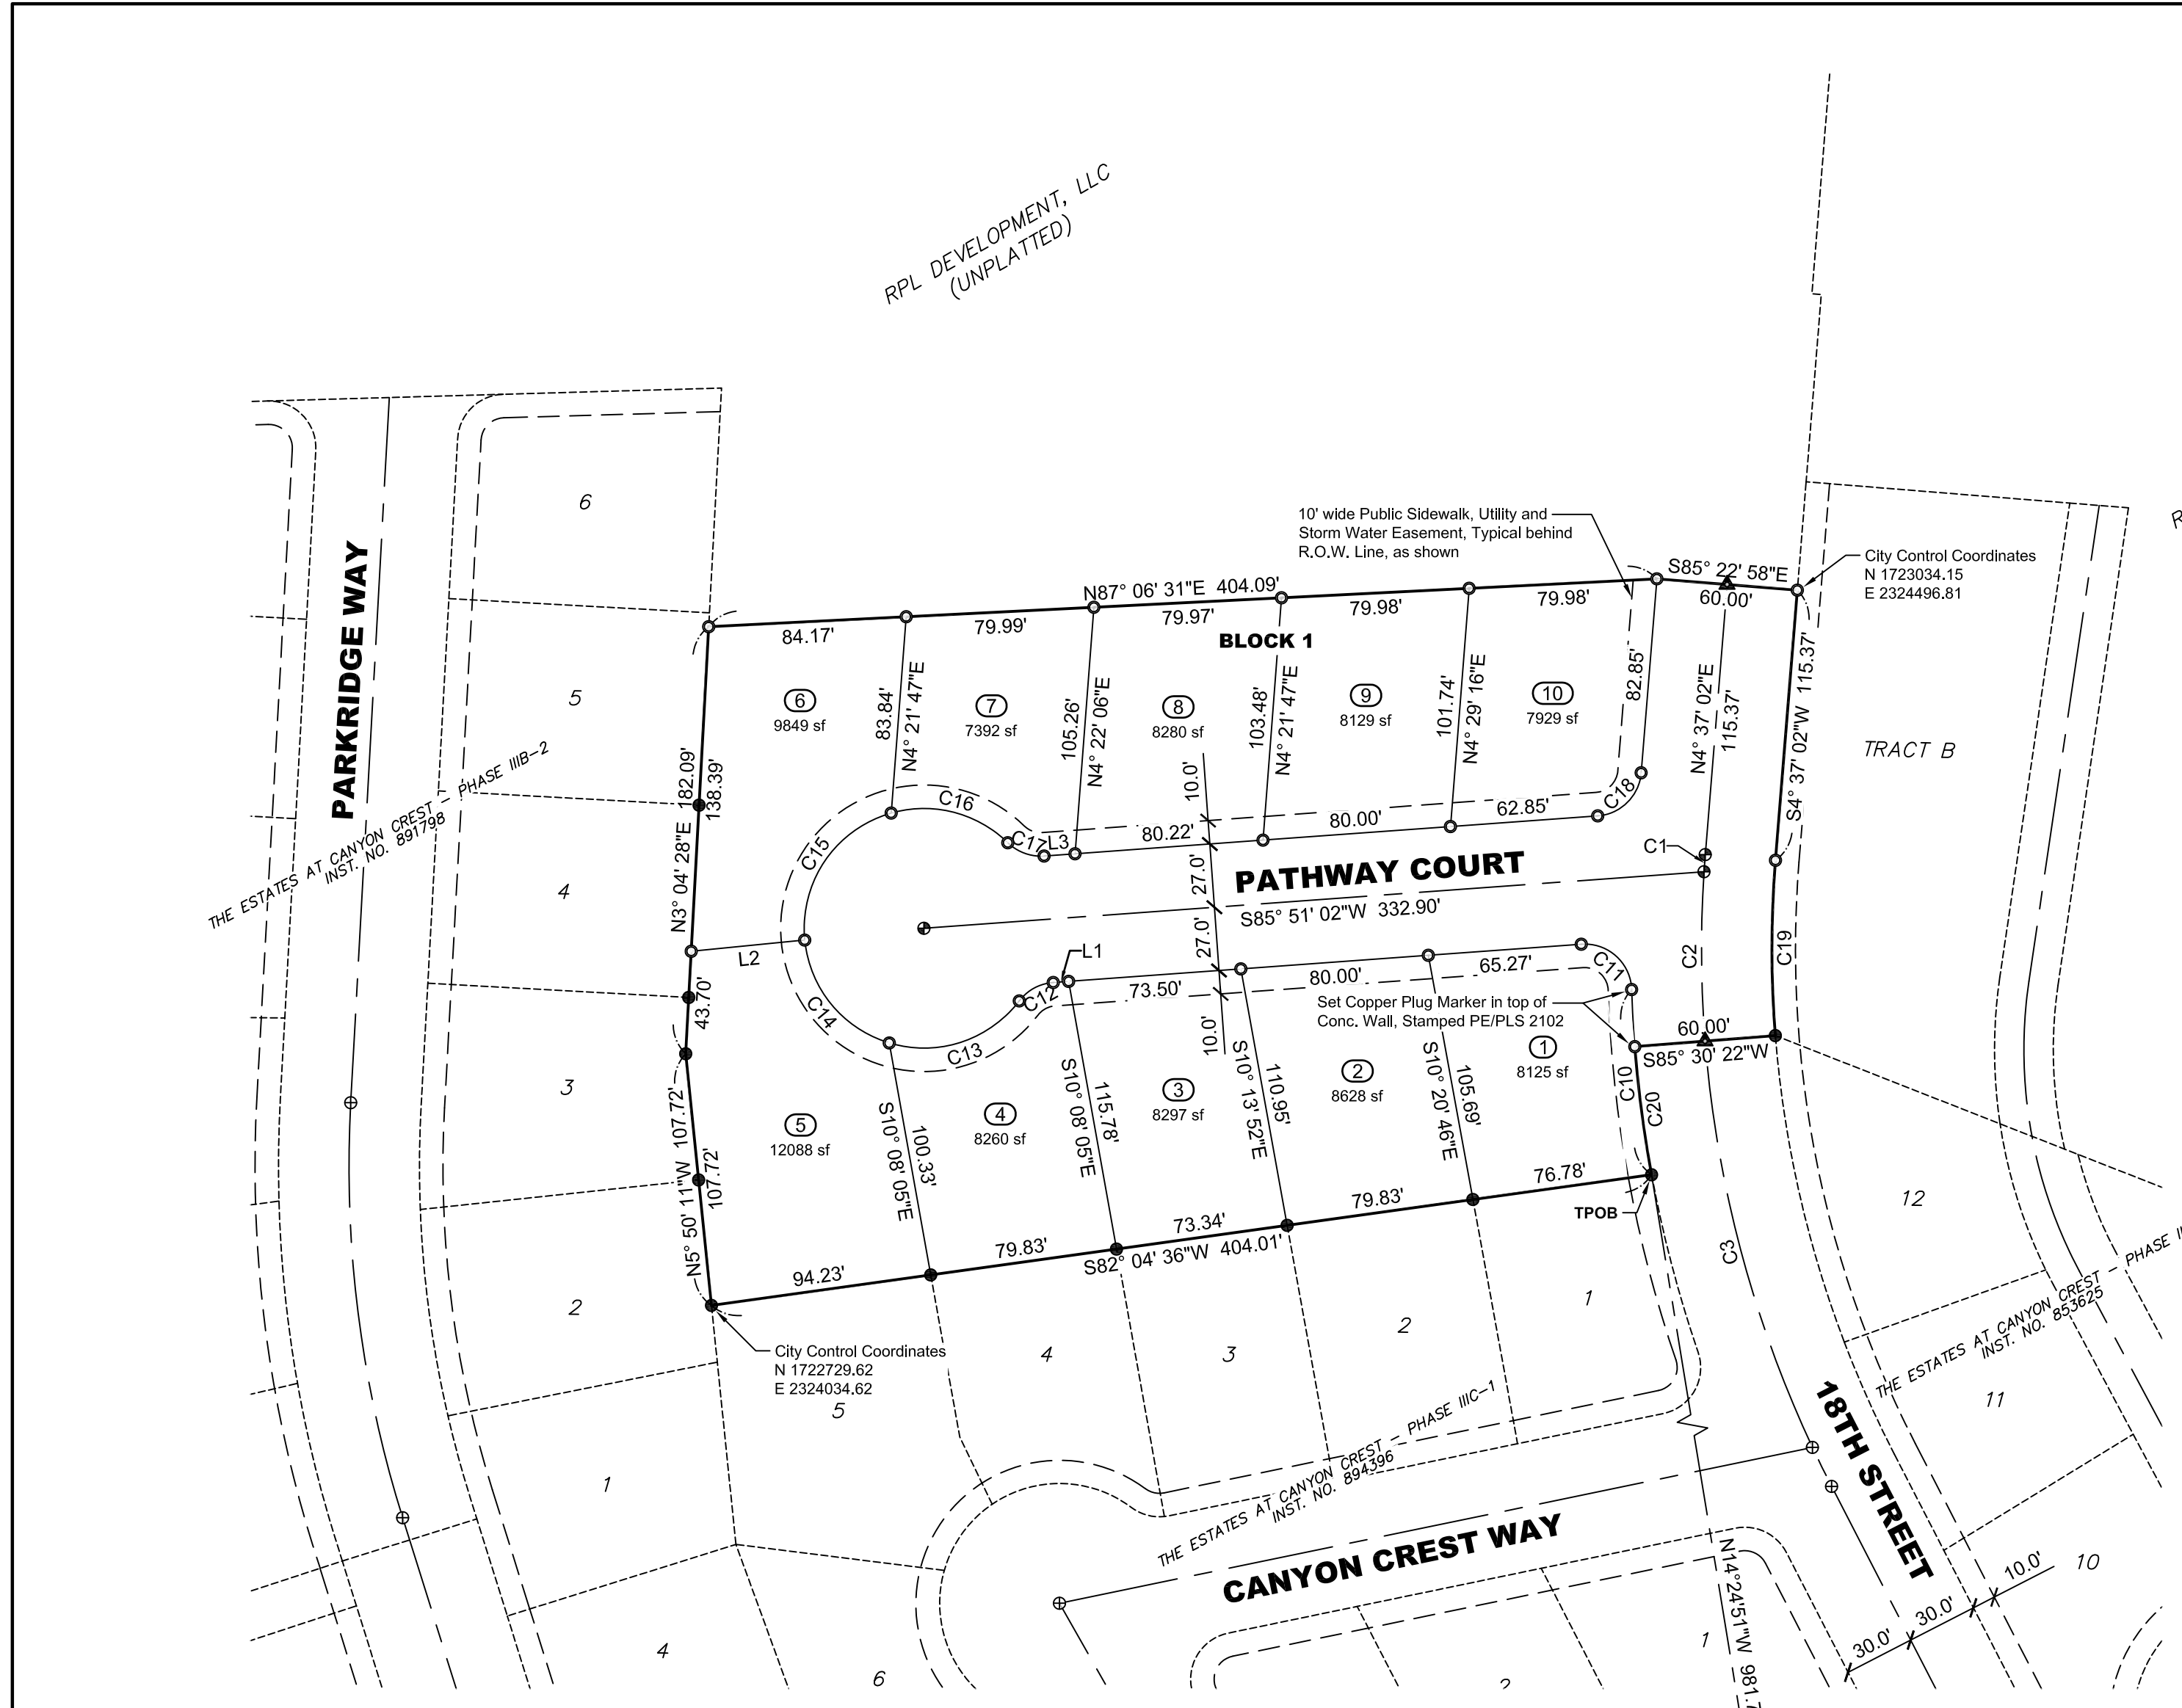 RPL DEVELOPMENT, LLC
(UNPLATTED)
PARKRIDGE WAY
THE ESTATES AT CANYON CREST - PHASE IIIB-2
INST. NO. 891798
6
5
4
3
2
1
4
10' wide Public Sidewalk, Utility and
Storm Water Easement, Typical behind
R.O.W. Line, as shown
City Control Coordinates
N 1723034.15
E 2324496.81
S85° 22' 58"E
60.00'
N87° 06' 31"E 404.09'
84.17'
79.99'
79.97'
79.98'
79.98'
BLOCK 1
6
9849 sf
7
7392 sf
8
8280 sf
9
8129 sf
10
7929 sf
83.84'
N4° 21' 47"E
105.26'
N4° 22' 06"E
103.48'
N4° 21' 47"E
101.74'
N4° 29' 16"E
82.85'
N4° 37' 02"E
115.37'
S4° 37' 02"W 115.37'
TRACT B
N3° 04' 28"E 182.09'
138.39'
43.70'
10.0'
27.0'
27.0'
10.0'
C16
C15
C17
L3
80.22'
80.00'
62.85'
C18
C1
PATHWAY COURT
S85° 51' 02"W 332.90'
L2
L1
C14
C13
C12
73.50'
80.00'
65.27'
C11
C2
C19
Set Copper Plug Marker in top of
Conc. Wall, Stamped PE/PLS 2102
60.00'
S85° 30' 22"W
C10
C20
1
8125 sf
2
8628 sf
3
8297 sf
4
8260 sf
5
12088 sf
N5° 50' 11"W 107.72'
107.72'
S10° 08' 05"E
100.33'
S10° 08' 05"E
115.78'
S10° 13' 52"E
110.95'
S10° 20' 46"E
105.69'
94.23'
79.83'
73.34'
79.83'
76.78'
S82° 04' 36"W 404.01'
TPOB
City Control Coordinates
N 1722729.62
E 2324034.62
5
4
3
2
1
6
C3
12
11
10
THE ESTATES AT CANYON CREST - PHASE
INST. NO. 853625
THE ESTATES AT CANYON CREST - PHASE IIIC-1
INST. NO. 894396
CANYON CREST WAY
18TH STREET
N14°24'51"W 981.7
30.0'
30.0'
10.0'
1
2